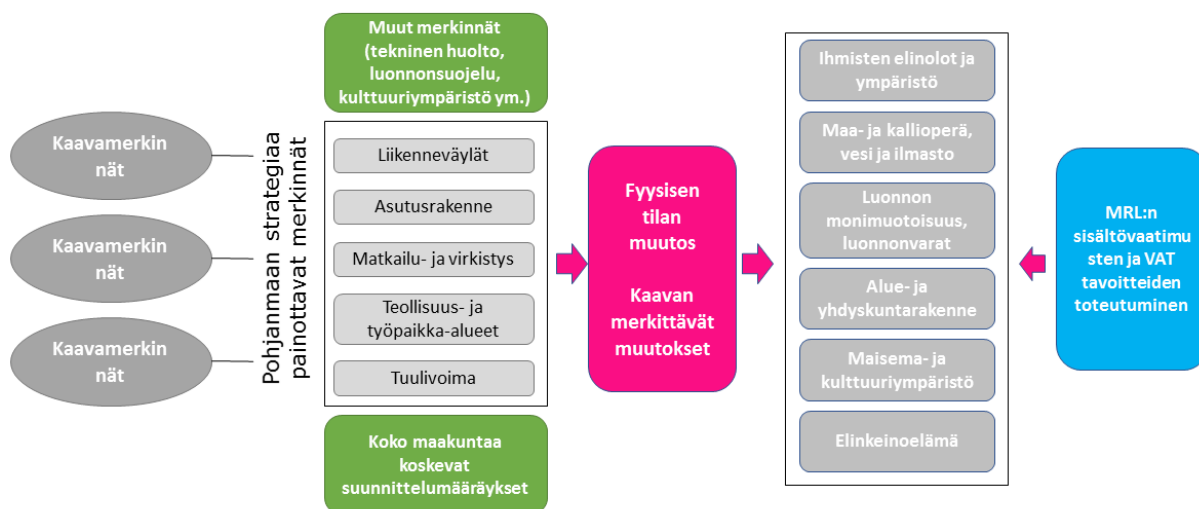 Kaavamerkin
nät
Kaavamerkin
nät
Kaavamerkin
nät
Pohjanmaan strategiaa
painottavat merkinnät
Muut merkinnät
(tekninen huolto,
luonnonsuojelu,
kulttuuriympäristö ym.)
Liikenneväylät
Asutusrakenne
Matkailu- ja virkistys
Teollisuus- ja
työpaikka-alueet
Tuulivoima
Koko maakuntaa
koskevat
suunnittelumääräykset
Fyysisen
tilan
muutos
Kaavan
merkittävät
muutokset
Ihmisten elinolot ja
ympäristö
Maa- ja kallioperä,
vesi ja ilmasto
Luonnon
monimuotoisuus,
luonnonvarat
Alue- ja
yhdyskuntarakenne
Maisema- ja
kulttuuriympäristö
Elinkeinoelämä
MRL:n
sisältövaatimu
sten ja VAT
tavoitteiden
toteutuminen